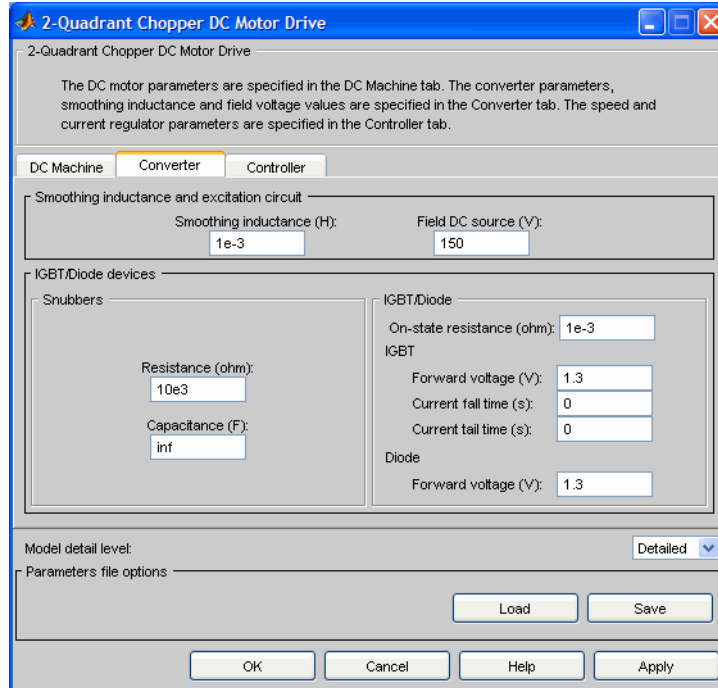 2-Quadrant Chopper DC Motor Drive
2-Quadrant Chopper DC Motor Drive
The DC motor parameters are specified in the DC Machine tab. The converter parameters,
smoothing inductance and field voltage values are specified in the Converter tab. The speed and
current regulator parameters are specified in the Controller tab.
DC Machine Converter Controller
Smoothing inductance and excitation circuit
Smoothing inductance (H): Field DC source (V):
1e-3 150
IGBT/Diode devices
Snubbers IGBT/Diode
On-state resistance (ohm): 1e-3
IGBT
Resistance (ohm): Forward voltage (V): 1.3
10e3 Current fall time (s): 0
Capacitance (F): Current tail time (s): 0
inf
Diode
Forward voltage (V): 1.3
Model detail level: Detailed
Parameters file options
Load Save
OK Cancel Help Apply